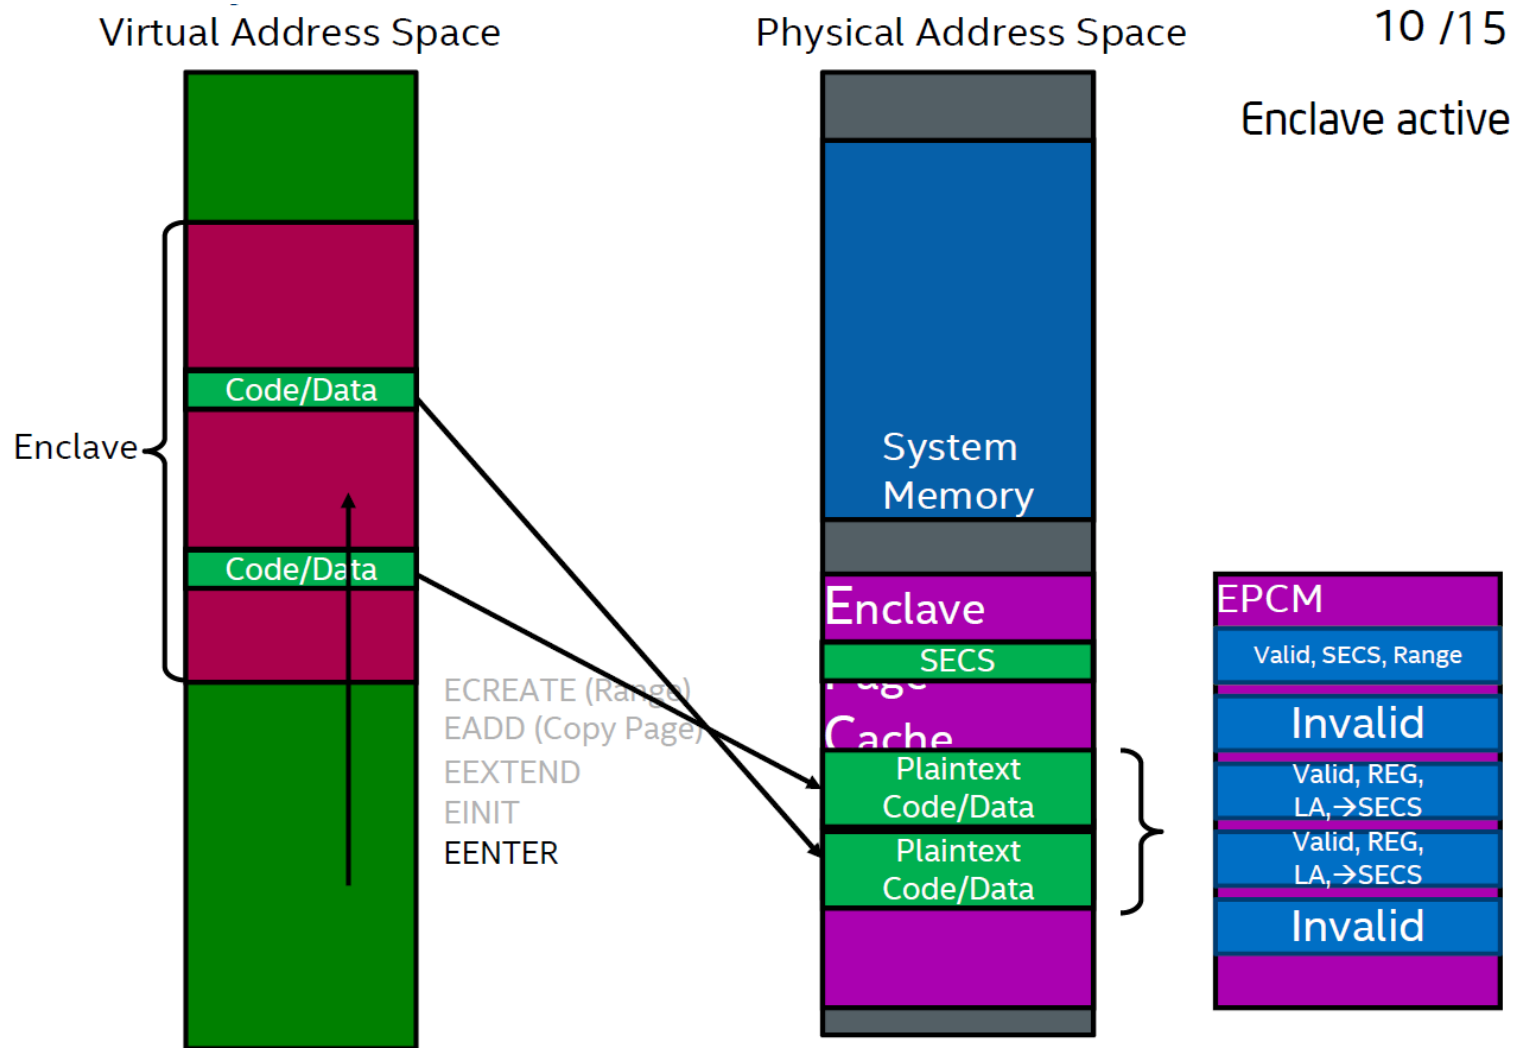 Virtual Address Space
Physical Address Space
10 /15
Enclave active
Code/Data
Enclave
Code/Data
System
Memory
ECREATE (Range)
EADD (Copy Page)
EEXTEND
EINIT
EENTER
Enclave
SECS
Page
Cache
Plaintext
Code/Data
Plaintext
Code/Data
EPCM
Valid, SECS, Range
Invalid
Valid, REG,
LA,→SECS
Valid, REG,
LA,→SECS
Invalid